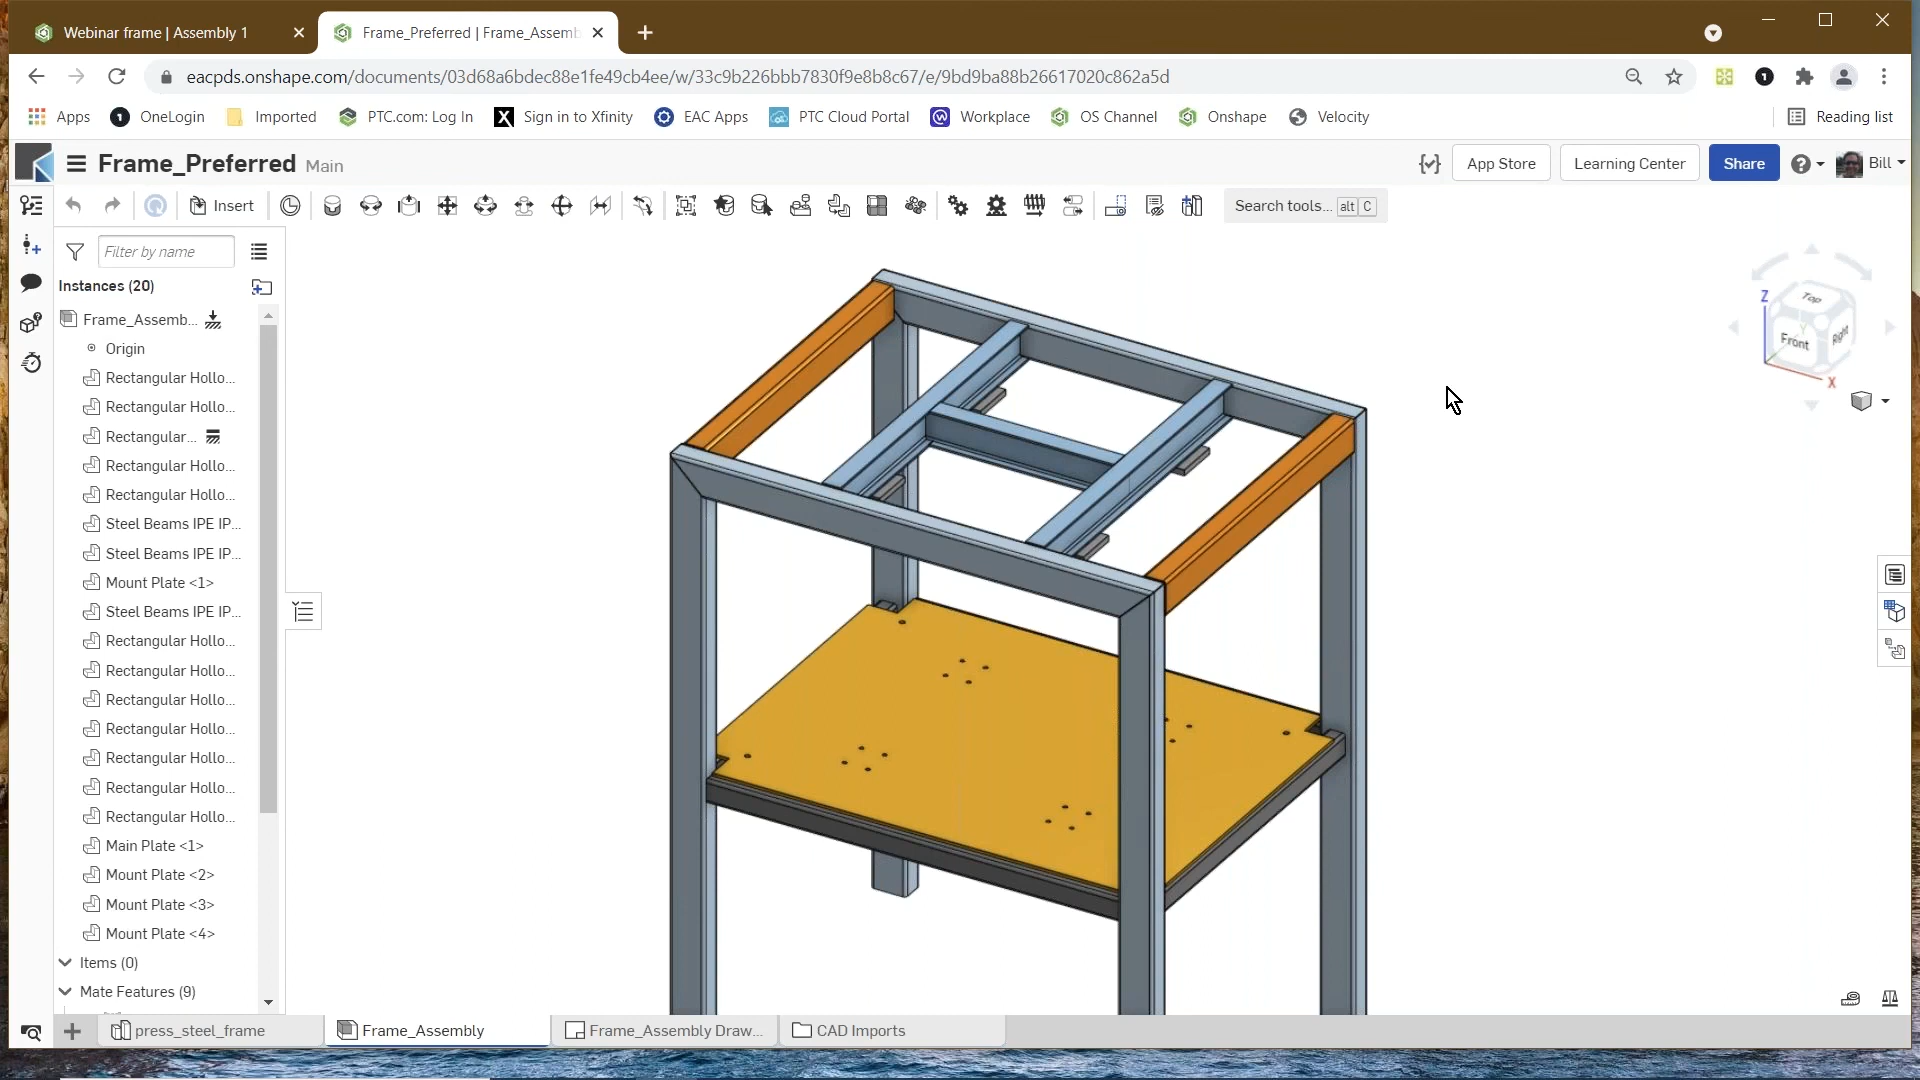 Webinar frame | Assembly 1
Frame_Preferred | Frame_Assemb
eacpds.onshape.com/documents/03d68a6bdec88e1fe49cb4ee/w/33c9b226bbb7830f9e8b8c67/e/9bd9ba88b26617020c862a5d
Apps
OneLogin
Imported
PTC.com: Log In
Sign in to Xfinity
EAC Apps
PTC Cloud Portal
Workplace
OS Channel
Onshape
Velocity
Reading list
Frame_Preferred Main
App Store
Learning Center
Share
Bill
Insert
Search tools... alt C
Filter by name
Instances (20)
Frame_Assemb...
Origin
Rectangular Hollo...
Rectangular Hollo...
Rectangular...
Rectangular Hollo...
Rectangular Hollo...
Steel Beams IPE IP...
Steel Beams IPE IP...
Mount Plate <1>
Steel Beams IPE IP...
Rectangular Hollo...
Rectangular Hollo...
Rectangular Hollo...
Rectangular Hollo...
Rectangular Hollo...
Rectangular Hollo...
Rectangular Hollo...
Main Plate <1>
Mount Plate <2>
Mount Plate <3>
Mount Plate <4>
Items (0)
Mate Features (9)
Z
Top
Y
Front
Right
X
press_steel_frame
Frame_Assembly
Frame_Assembly Draw...
CAD Imports